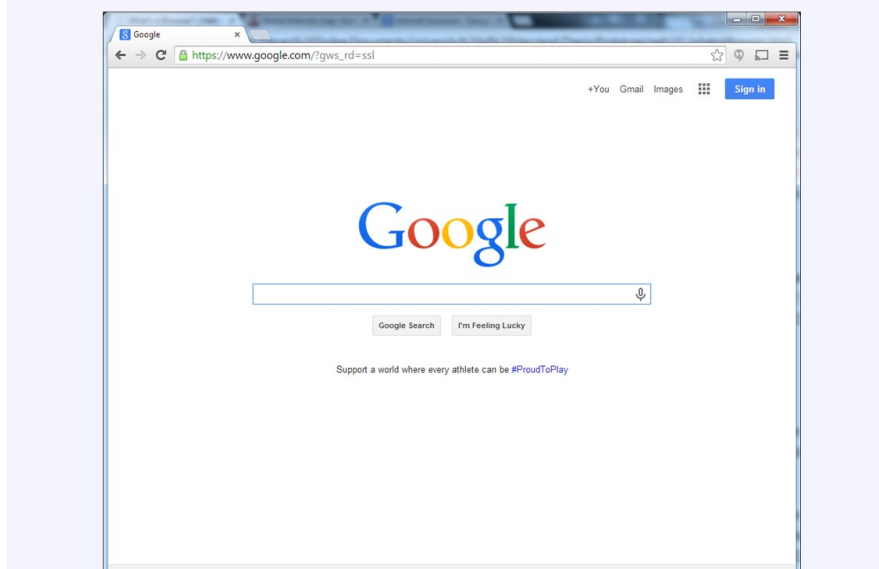 Google
https://www.google.com/?gws_rd=ssl
+You Gmail Images Sign in
Google
Google Search I'm Feeling Lucky
Support a world where every athlete can be #ProudToPlay